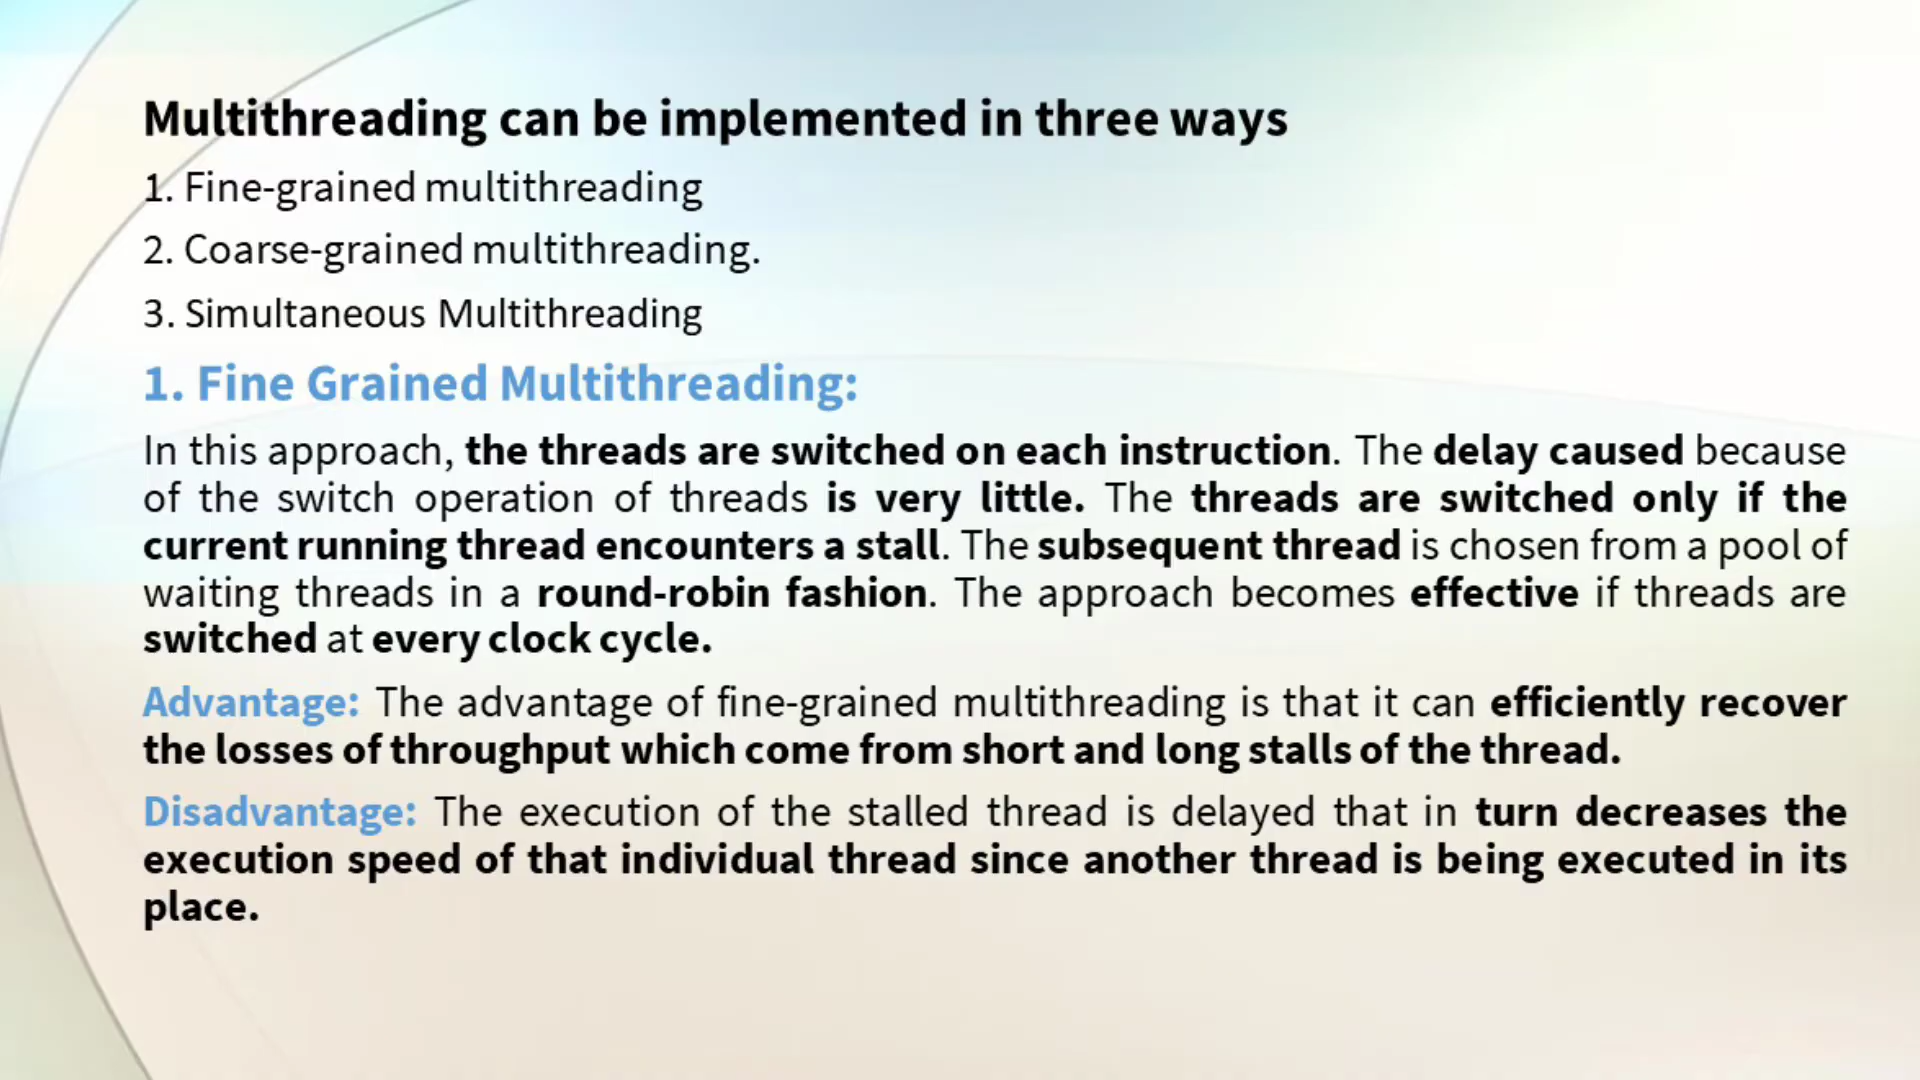 Multithreading can be implemented in three ways
1. Fine-grained multithreading
2. Coarse-grained multithreading.
3. Simultaneous Multithreading
1. Fine Grained Multithreading:
In this approach, the threads are switched on each instruction. The delay caused because
of the switch operation of threads is very little. The threads are switched only if the
current running thread encounters a stall. The subsequent thread is chosen from a pool of
waiting threads in a round-robin fashion. The approach becomes effective if threads are
switched at every clock cycle.
Advantage: The advantage of fine-grained multithreading is that it can efficiently recover
the losses of throughput which come from short and long stalls of the thread.
Disadvantage: The execution of the stalled thread is delayed that in turn decreases the
execution speed of that individual thread since another thread is being executed in its
place.